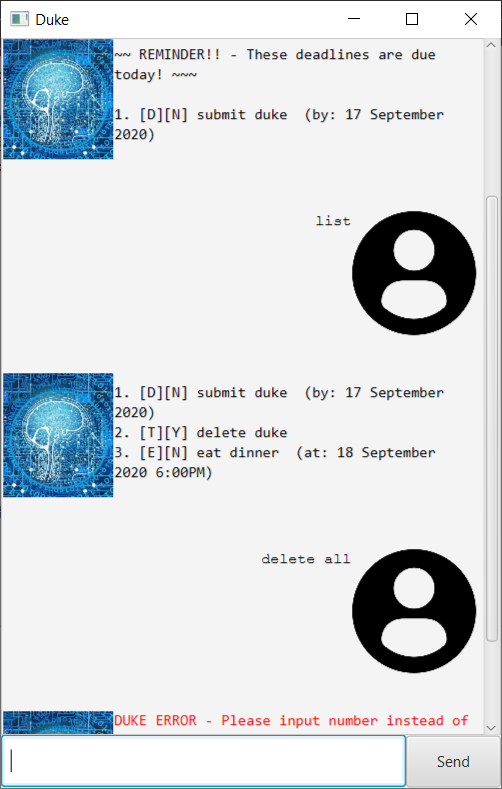 Duke
~~ REMINDER!! - These deadlines are due
today! ~~~
1. [D][N] submit duke  (by: 17 September
2020)
list
1. [D][N] submit duke  (by: 17 September
2020)
2. [T][Y] delete duke
3. [E][N] eat dinner  (at: 18 September
2020 6:00PM)
delete all
DUKE ERROR - Please input number instead of
Send